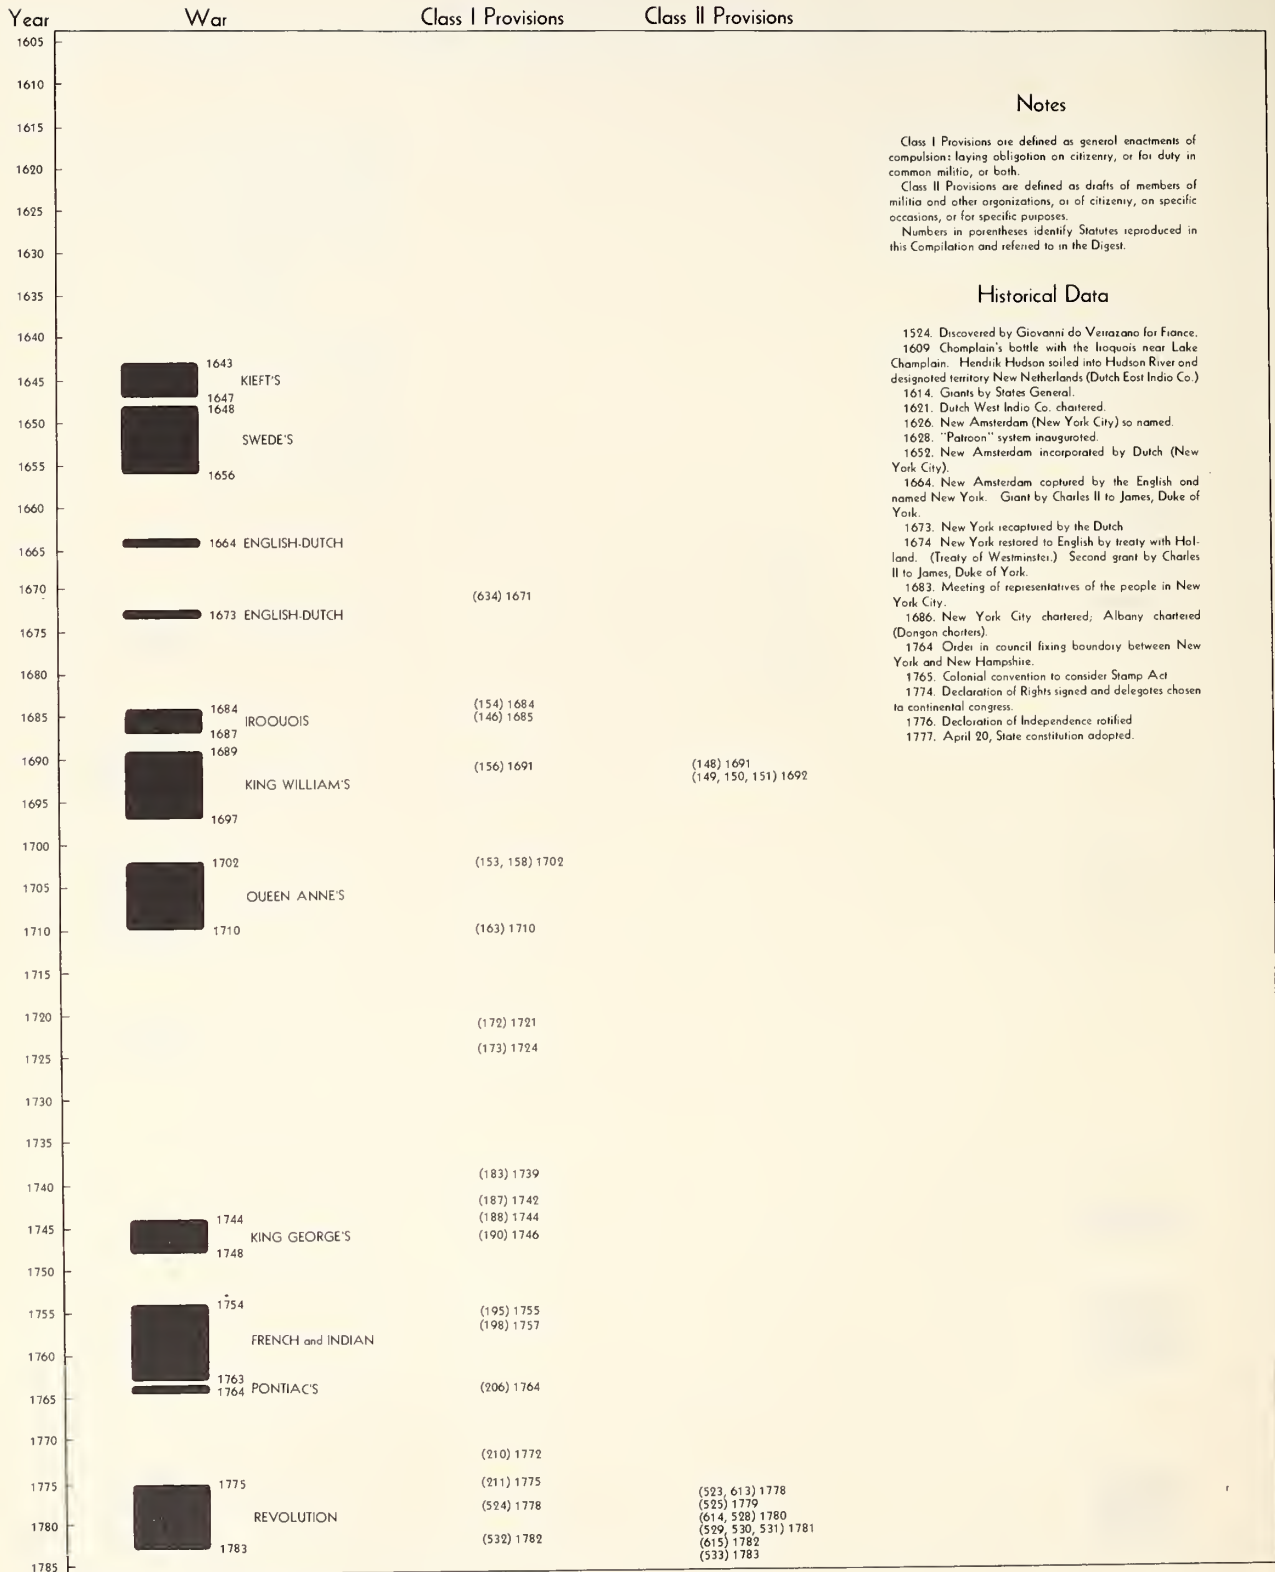 Year War Class I Provisions Class II Provisions
1605
1610
1615
1620
1625
1630
1635
1640
1643
1645 KIEFT'S
1647
1648
1650
SWEDE'S
1655
1656
1660
1664 ENGLISH-DUTCH
1665
1670 (634) 1671
1673 ENGLISH-DUTCH
1675
1680
1684 (154) 1684
1685 IROQUOIS (146) 1685
1687
1689
1690 (156) 1691 (148) 1691
(149, 150, 151) 1692
KING WILLIAM'S
1695
1697
1700
1702 (153, 158) 1702
1705
QUEEN ANNE'S
1710 1710 (163) 1710
1715
1720 (172) 1721
1725 (173) 1724
1730
1735
(183) 1739
1740
(187) 1742
1744 (188) 1744
1745 KING GEORGE'S (190) 1746
1748
1750
1754
1755 (195) 1755
(198) 1757
FRENCH and INDIAN
1760
1763
1764 PONTIAC'S (206) 1764
1765
1770
(210) 1772
1775 1775 (211) 1775
(523, 613) 1778
(524) 1778 (525) 1779
REVOLUTION (614, 528) 1780
1780 (529, 530, 531) 1781
(532) 1782 (615) 1782
1783 (533) 1783
1785
Notes
Class I Provisions are defined as general enactments of
compulsion: laying obligation on citizenry, or for duty in
common militia, or both.
Class II Provisions are defined as drafts of members of
militia and other organizations, or of citizenry, on specific
occasions, or for specific purposes.
Numbers in parentheses identify Statutes reproduced in
this Compilation and referred to in the Digest.
Historical Data
1524. Discovered by Giovanni do Verrazano for France.
1609 Champlain's battle with the Iroquois near Lake
Champlain. Hendrik Hudson sailed into Hudson River and
designated territory New Netherlands (Dutch East India Co.)
1614. Grants by States General.
1621. Dutch West India Co. chartered.
1626. New Amsterdam (New York City) so named.
1628. "Patroon" system inaugurated.
1652. New Amsterdam incorporated by Dutch (New
York City).
1664. New Amsterdam captured by the English and
named New York. Grant by Charles II to James, Duke of
York.
1673. New York recaptured by the Dutch
1674 New York restored to English by treaty with Hol-
land. (Treaty of Westminster.) Second grant by Charles
II to James, Duke of York.
1683. Meeting of representatives of the people in New
York City.
1686. New York City chartered; Albany chartered
(Dongan charters).
1764 Order in council fixing boundary between New
York and New Hampshire.
1765. Colonial convention to consider Stamp Act
1774. Declaration of Rights signed and delegates chosen
to continental congress.
1776. Declaration of Independence ratified
1777. April 20, State constitution adopted.